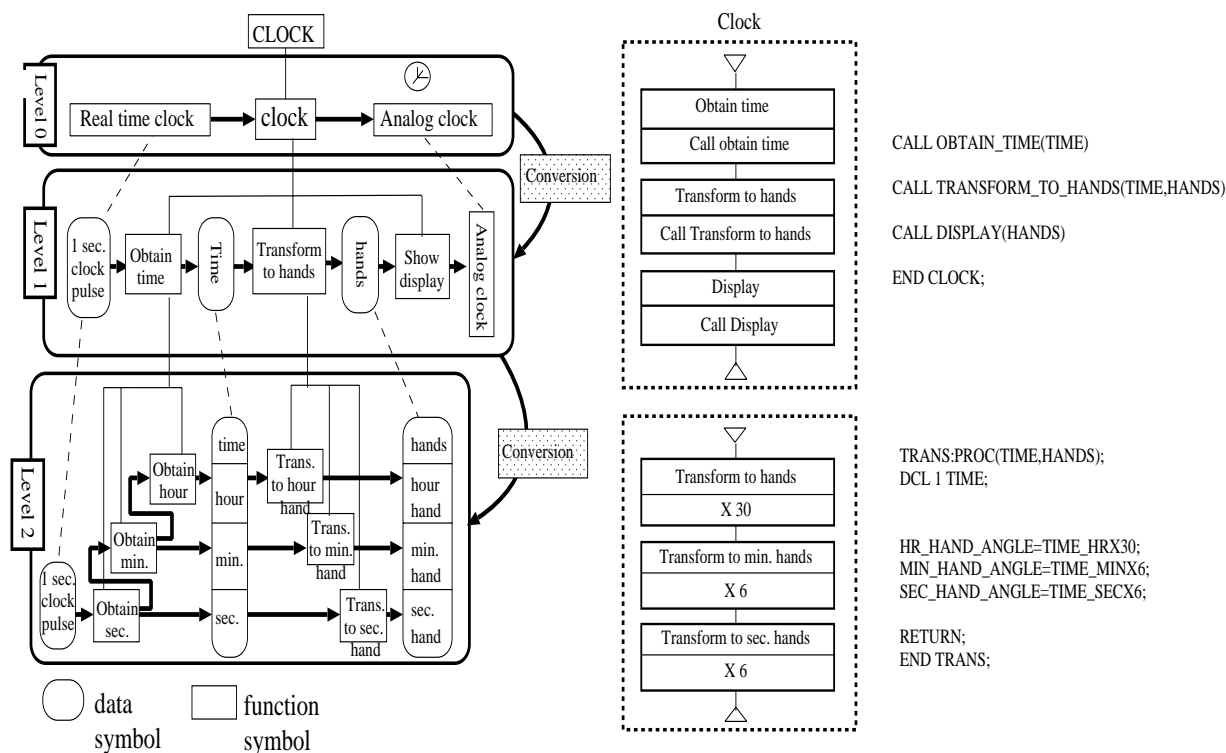 CLOCK
Level 0
Real time clock
clock
Analog clock
Conversion
Level 1
1 sec.
clock
pulse
Obtain
time
Time
Transform
to hands
hands
Show
display
Analog clock
Conversion
Level 2
1 sec.
clock
pulse
Obtain
sec.
Obtain
min.
Obtain
hour
time
hour
min.
sec.
Trans.
to hour
hand
Trans.
to min.
hand
Trans.
to sec.
hand
hands
hour
hand
min.
hand
sec.
hand
data
symbol
function
symbol
Clock
Obtain time
Call obtain time
Transform to hands
Call Transform to hands
Display
Call Display
CALL OBTAIN_TIME(TIME)
CALL TRANSFORM_TO_HANDS(TIME,HANDS)
CALL DISPLAY(HANDS)
END CLOCK;
Transform to hands
X 30
Transform to min. hands
X 6
Transform to sec. hands
X 6
TRANS:PROC(TIME,HANDS);
DCL 1 TIME;
HR_HAND_ANGLE=TIME_HRX30;
MIN_HAND_ANGLE=TIME_MINX6;
SEC_HAND_ANGLE=TIME_SECX6;
RETURN;
END TRANS;